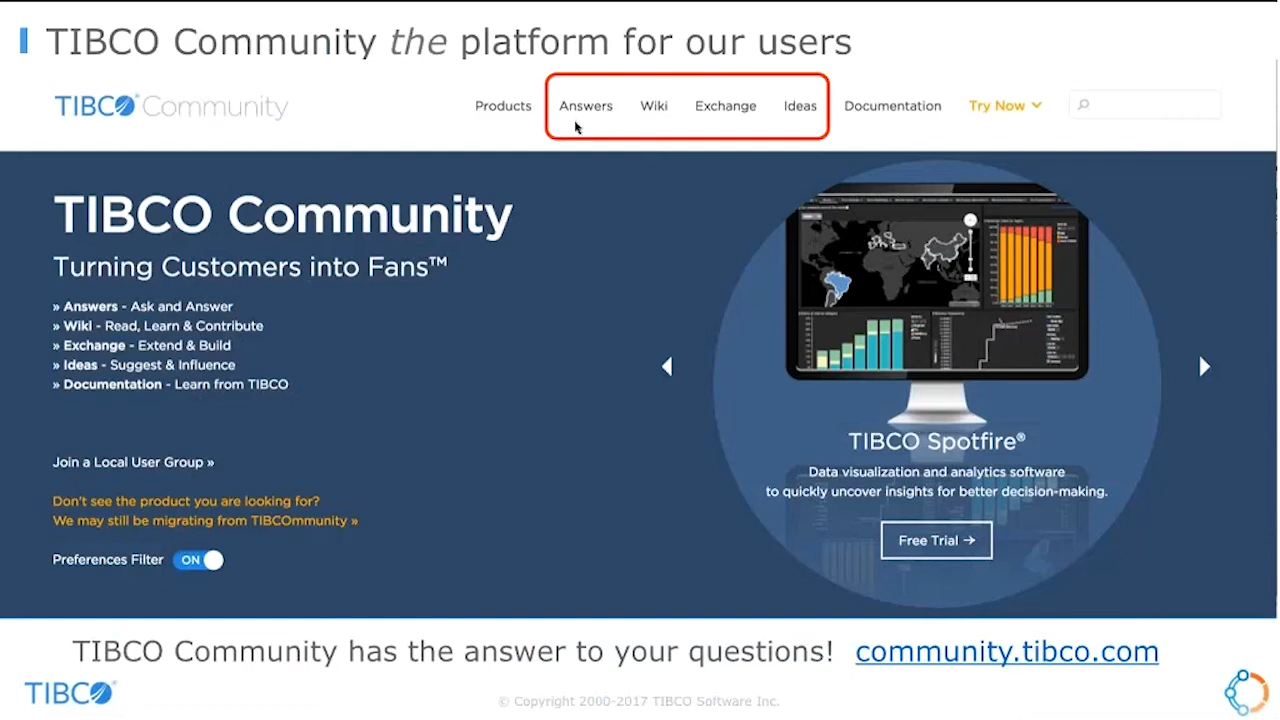 TIBCO Community the platform for our users
TIBCO® Community
Products Answers Wiki Exchange Ideas Documentation Try Now
TIBCO Community
Turning Customers into Fans™
» Answers - Ask and Answer
» Wiki - Read, Learn & Contribute
» Exchange - Extend & Build
» Ideas - Suggest & Influence
» Documentation - Learn from TIBCO
Join a Local User Group »
Don't see the product you are looking for?
We may still be migrating from TIBCOmmunity »
Preferences Filter ON
TIBCO Spotfire®
Data visualization and analytics software
to quickly uncover insights for better decision-making.
Free Trial →
TIBCO Community has the answer to your questions! community.tibco.com
TIBCO®
© Copyright 2000-2017 TIBCO Software Inc.